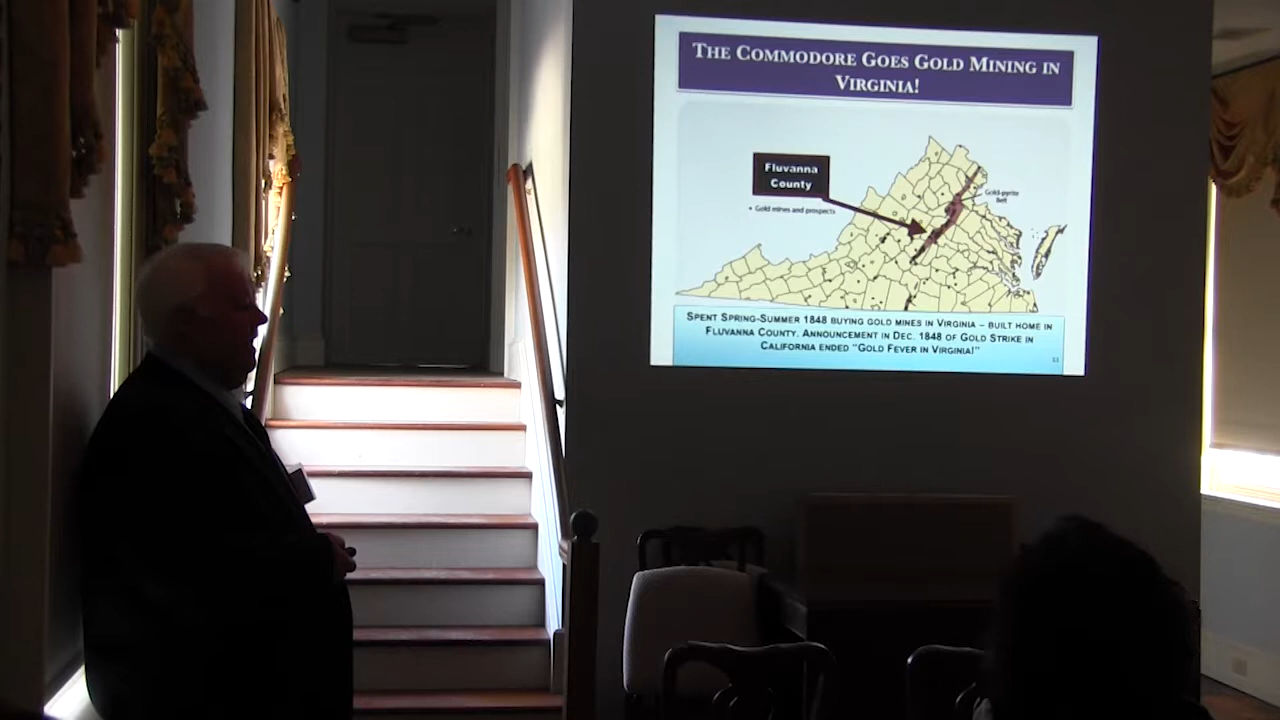 THE COMMODORE GOES GOLD MINING IN
VIRGINIA!
Fluvanna
County
• Gold mines and prospects
Gold-pyrite
Belt
SPENT SPRING-SUMMER 1848 BUYING GOLD MINES IN VIRGINIA – BUILT HOME IN
FLUVANNA COUNTY. ANNOUNCEMENT IN DEC. 1848 OF GOLD STRIKE IN
CALIFORNIA ENDED "GOLD FEVER IN VIRGINIA!"
11